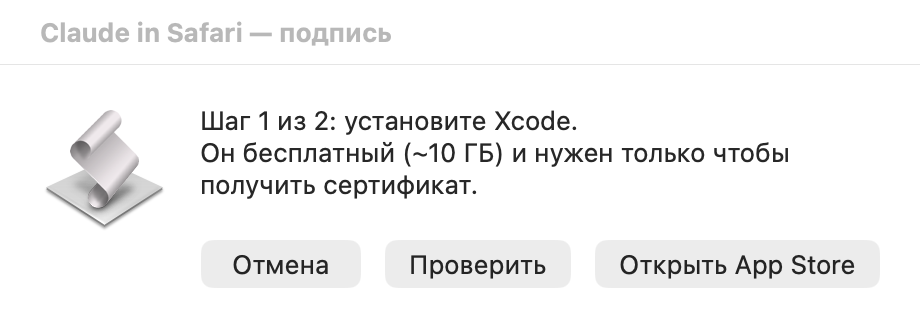 Claude in Safari — подпись
Шаг 1 из 2: установите Xcode.
Он бесплатный (~10 ГБ) и нужен только чтобы
получить сертификат.
Отмена
Проверить
Открыть App Store